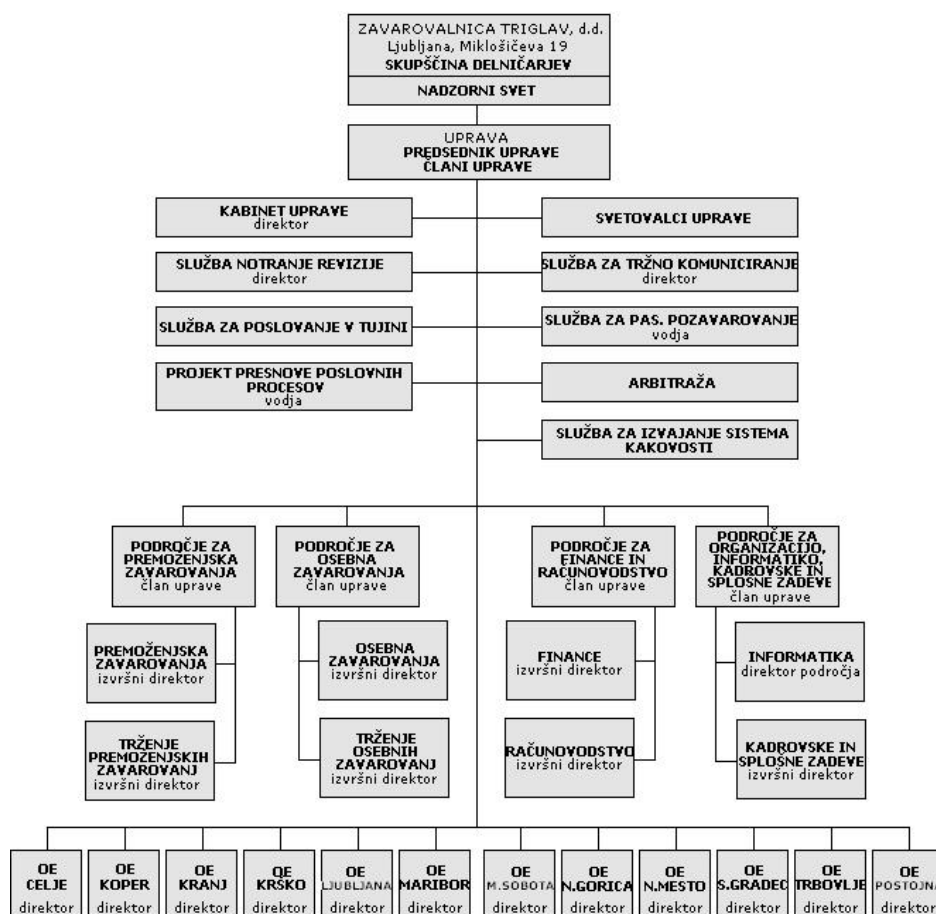 ZAVAROVALNICA TRIGLAV, d.d.
Ljubljana, Miklošičeva 19
SKUPŠČINA DELNIČARJEV
NADZORNI SVET
UPRAVA
PREDSEDNIK UPRAVE
ČLANI UPRAVE
KABINET UPRAVE
direktor
SVETOVALCI UPRAVE
SLUŽBA NOTRANJE REVIZIJE
direktor
SLUŽBA ZA TRŽNO KOMUNICIRANJE
direktor
SLUŽBA ZA POSLOVANJE V TUJINI
SLUŽBA ZA PAS. POZAVAROVANJE
vodja
PROJEKT PRESNOVE POSLOVNIH
PROCESOV
vodja
ARBITRAŽA
SLUŽBA ZA IZVAJANJE SISTEMA
KAKOVOSTI
PODROČJE ZA
PREMOŽENJSKA
ZAVAROVANJA
član uprave
PODROČJE ZA
OSEBNA
ZAVAROVANJA
član uprave
PODROČJE ZA
FINANCE IN
RAČUNOVODSTVO
član uprave
PODROČJE ZA
ORGANIZACIJO,
INFORMATIKO,
KADROVSKE IN
SPLOŠNE ZADEVE
član uprave
PREMOŽENJSKA
ZAVAROVANJA
izvršni direktor
OSEBNA
ZAVAROVANJA
izvršni direktor
FINANCE
izvršni direktor
INFORMATIKA
direktor področja
TRŽENJE
PREMOŽENJSKIH
ZAVAROVANJ
izvršni direktor
TRŽENJE
OSEBNIH
ZAVAROVANJ
izvršni direktor
RAČUNOVODSTVO
izvršni direktor
KADROVSKE IN
SPLOŠNE ZADEVE
izvršni direktor
OE
CELJE
direktor
OE
KOPER
direktor
OE
KRANJ
direktor
OE
KRŠKO
direktor
OE
LJUBLJANA
direktor
OE
MARIBOR
direktor
OE
M.SOBOTA
direktor
OE
N.GORICA
direktor
OE
N.MESTO
direktor
OE
S.GRADEC
direktor
OE
TRBOVLJE
direktor
OE
POSTOJNA
direktor